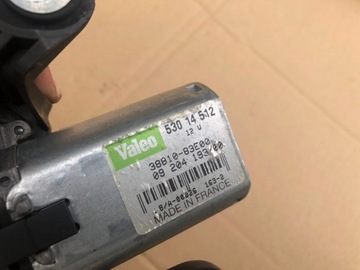 Valeo
530 14 512
12 V
38810-83E00
09 204 193 00
MADE IN FRANCE